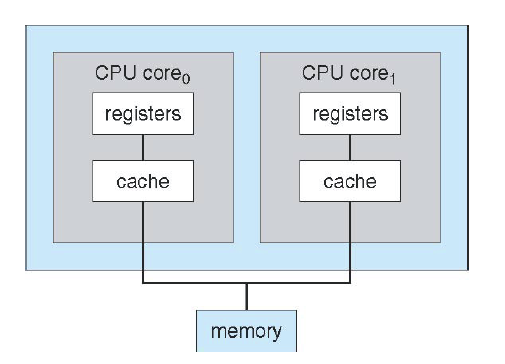 CPU core₀
registers
cache
CPU core₁
registers
cache
memory